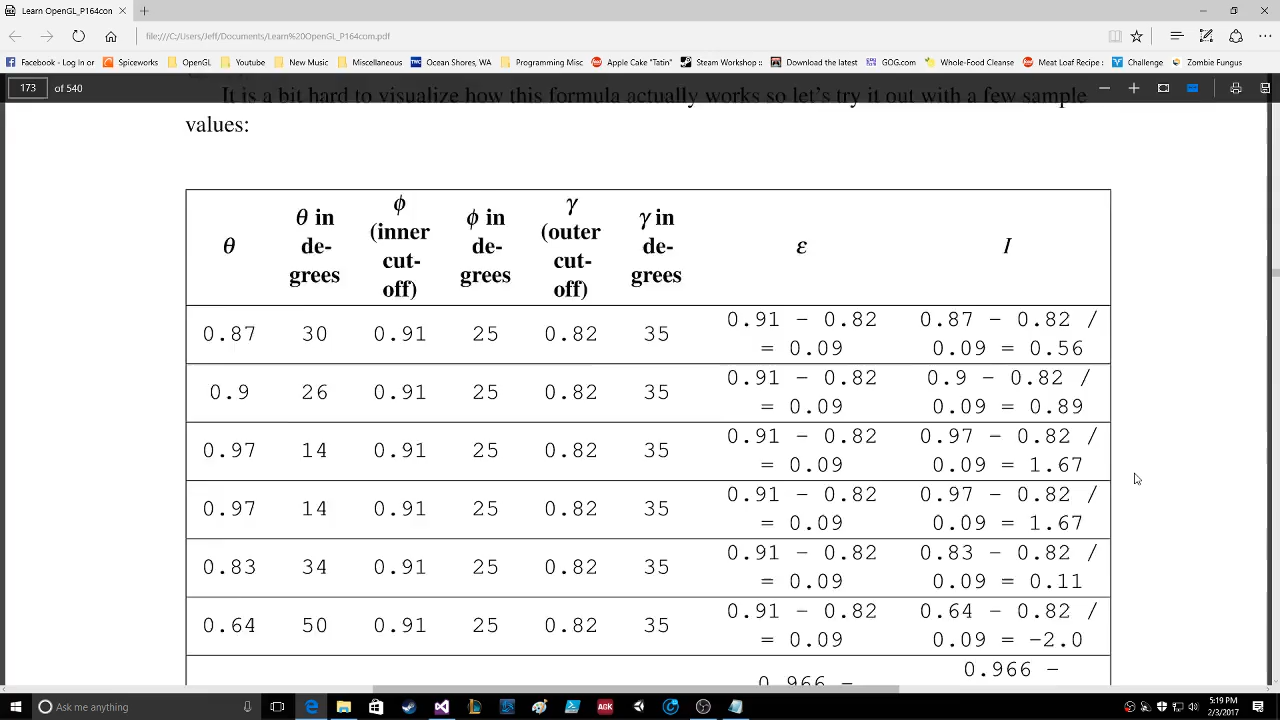 Learn OpenGL_P164com
file:///C:/Users/Jeff/Documents/Learn%20OpenGL_P164com.pdf
Facebook - Log in or Spiceworks OpenGL Youtube New Music Miscellaneous Ocean Shores, WA Programming Misc Apple Cake "Tatin" Steam Workshop :: Download the latest GOG.com Whole-Food Cleanse Meat Loaf Recipe : Challenge Zombie Fungus
173 of 540
It is a bit hard to visualize how this formula actually works so let's try it out with a few sample
values:
θ
θ in
de-
grees
ϕ
(inner
cut-
off)
ϕ in
de-
grees
γ
(outer
cut-
off)
γ in
de-
grees
ε
I
0.87 30 0.91 25 0.82 35 0.91 - 0.82 0.87 - 0.82 /
= 0.09 0.09 = 0.56
0.9 26 0.91 25 0.82 35 0.91 - 0.82 0.9 - 0.82 /
= 0.09 0.09 = 0.89
0.97 14 0.91 25 0.82 35 0.91 - 0.82 0.97 - 0.82 /
= 0.09 0.09 = 1.67
0.97 14 0.91 25 0.82 35 0.91 - 0.82 0.97 - 0.82 /
= 0.09 0.09 = 1.67
0.83 34 0.91 25 0.82 35 0.91 - 0.82 0.83 - 0.82 /
= 0.09 0.09 = 0.11
0.64 50 0.91 25 0.82 35 0.91 - 0.82 0.64 - 0.82 /
= 0.09 0.09 = -2.0
0.966 - 0.966 -
Ask me anything
AGK
5:19 PM
2/3/2017